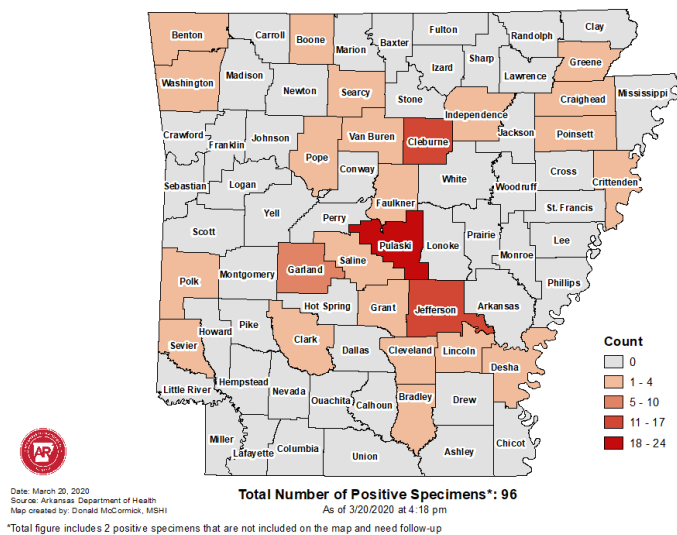 Benton
Carroll
Boone
Marion
Baxter
Fulton
Randolph
Clay
Sharp
Izard
Greene
Washington
Madison
Newton
Searcy
Stone
Lawrence
Independence
Craighead
Mississippi
Crawford
Franklin
Johnson
Pope
Van Buren
Cleburne
Jackson
Poinsett
Conway
White
Woodruff
Cross
Crittenden
Sebastian
Logan
Yell
Perry
Faulkner
St. Francis
Scott
Pulaski
Lonoke
Prairie
Monroe
Lee
Phillips
Polk
Montgomery
Garland
Saline
Hot Spring
Grant
Jefferson
Arkansas
Sevier
Howard
Pike
Clark
Dallas
Cleveland
Lincoln
Desha
Little River
Hempstead
Nevada
Ouachita
Calhoun
Bradley
Drew
Miller
Lafayette
Columbia
Union
Ashley
Chicot
Count
0
1 - 4
5 - 10
11 - 17
18 - 24
AR
Date: March 20, 2020
Source: Arkansas Department of Health
Map created by: Donald McCormick, MSHI
Total Number of Positive Specimens*: 96
As of 3/20/2020 at 4:18 pm
*Total figure includes 2 positive specimens that are not included on the map and need follow-up